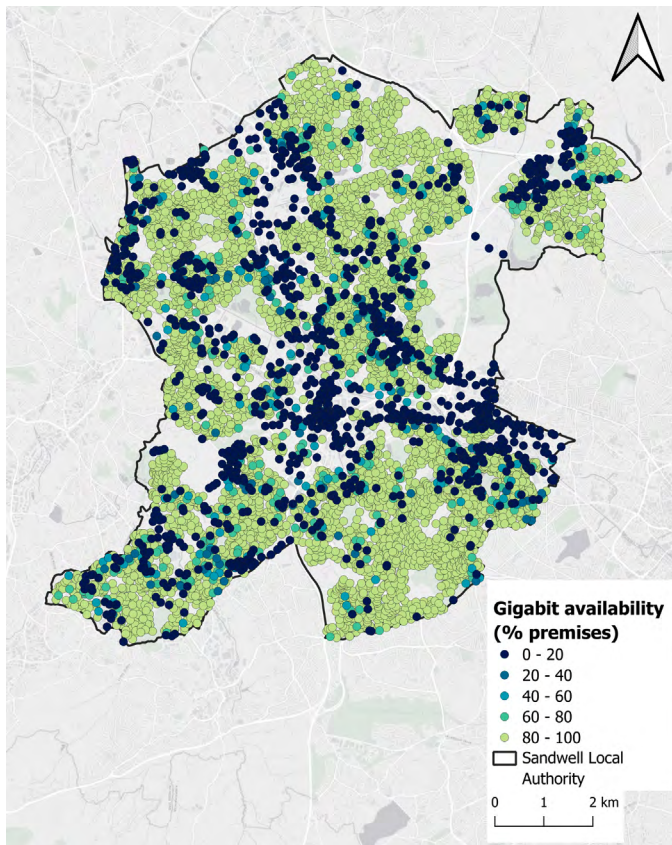 Gigabit availability
(% premises)
0 - 20
20 - 40
40 - 60
60 - 80
80 - 100
Sandwell Local
Authority
0 1 2 km